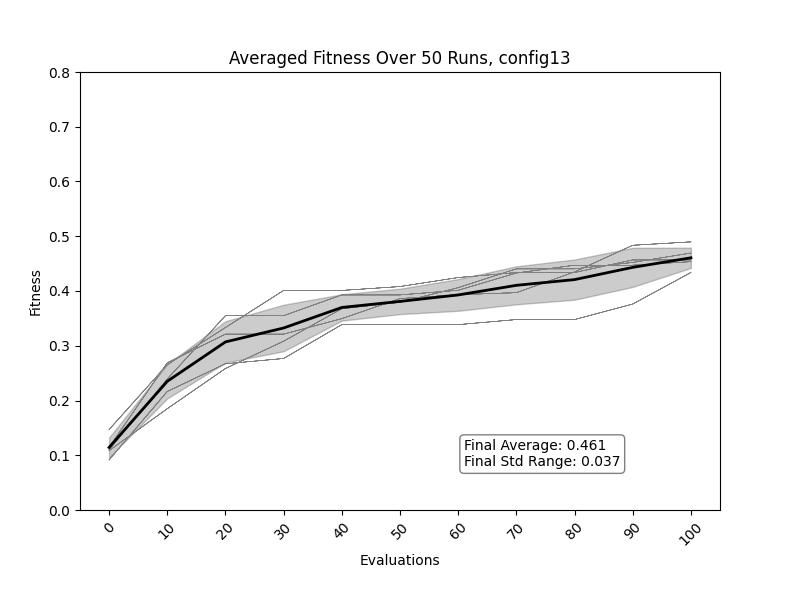 Averaged Fitness Over 50 Runs, config13
0.8
0.7
0.6
0.5
0.4
0.3
0.2
0.1
0.0
Fitness
Final Average: 0.461
Final Std Range: 0.037
0 10 20 30 40 50 60 70 80 90 100
Evaluations